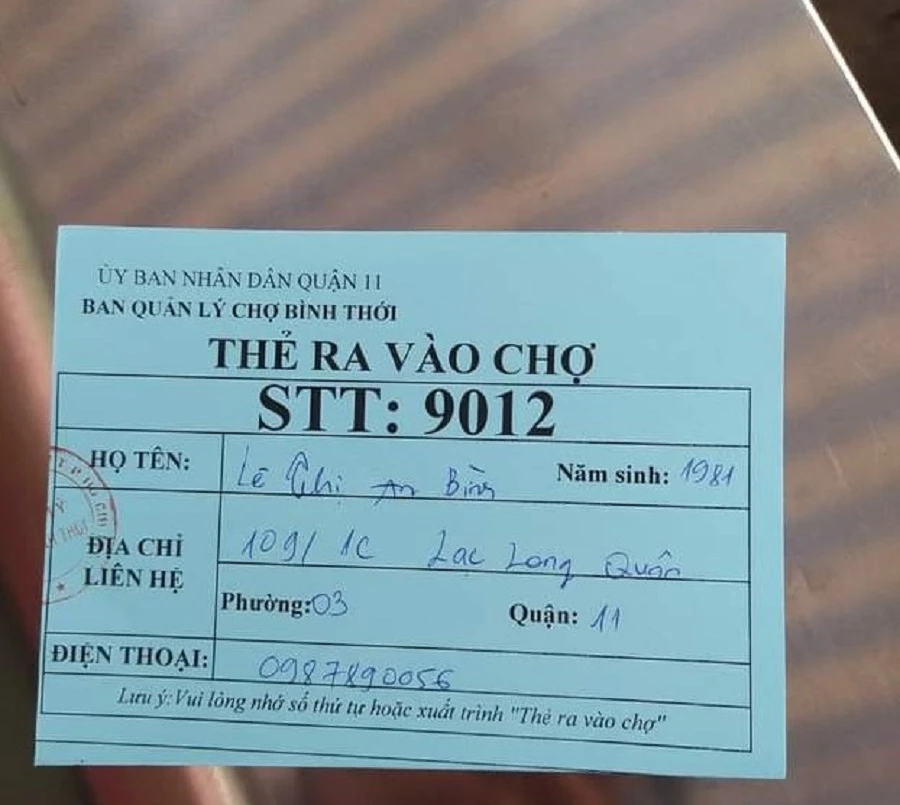 ỦY BAN NHÂN DÂN QUẬN 11
BAN QUẢN LÝ CHỢ BÌNH THỚI
THẺ RA VÀO CHỢ
STT: 9012
HỌ TÊN: Lê Thị An Bình Năm sinh: 1981
ĐỊA CHỈ LIÊN HỆ
109/1C Lạc Long Quân
Phường: 03 Quận: 11
ĐIỆN THOẠI: 0987890056
Lưu ý: Vui lòng nhớ số thứ tự hoặc xuất trình "Thẻ ra vào chợ"